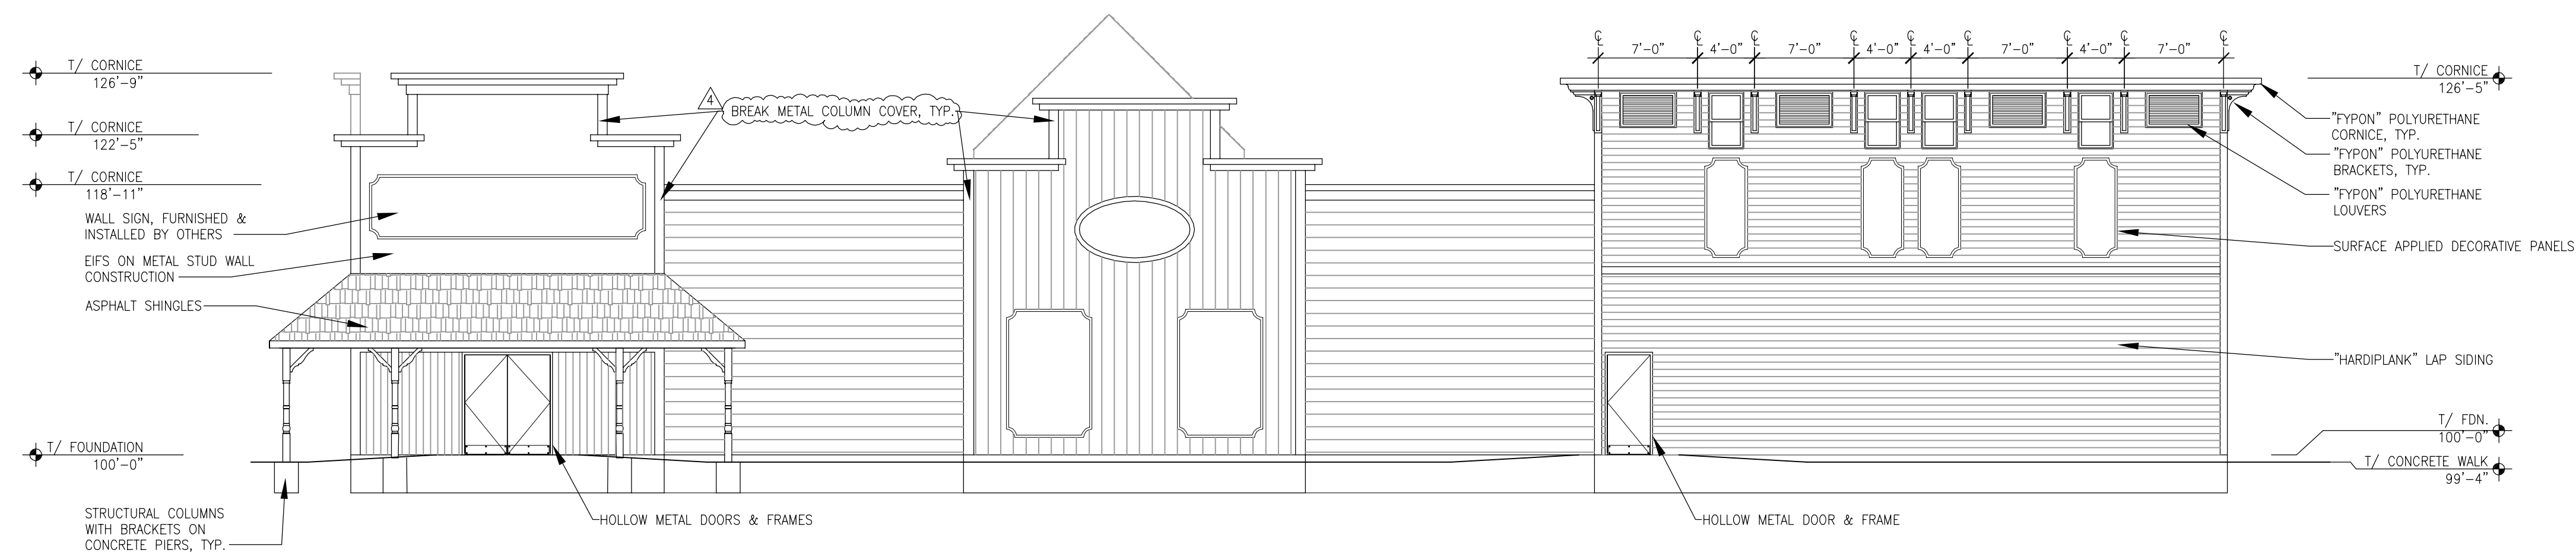 T/ CORNICE
126'-9"
T/ CORNICE
122'-5"
T/ CORNICE
118'-11"
WALL SIGN, FURNISHED &
INSTALLED BY OTHERS
EIFS ON METAL STUD WALL
CONSTRUCTION
ASPHALT SHINGLES
T/ FOUNDATION
100'-0"
STRUCTURAL COLUMNS
WITH BRACKETS ON
CONCRETE PIERS, TYP.
HOLLOW METAL DOORS & FRAMES
4
BREAK METAL COLUMN COVER, TYP.
℄ ℄ ℄ ℄ ℄ ℄ ℄ ℄ ℄
7'-0" 4'-0" 7'-0" 4'-0" 4'-0" 7'-0" 4'-0" 7'-0"
T/ CORNICE
126'-5"
"FYPON" POLYURETHANE
CORNICE, TYP.
"FYPON" POLYURETHANE
BRACKETS, TYP.
"FYPON" POLYURETHANE
LOUVERS
SURFACE APPLIED DECORATIVE PANELS
"HARDIPLANK" LAP SIDING
T/ FDN.
100'-0"
T/ CONCRETE WALK
99'-4"
HOLLOW METAL DOOR & FRAME